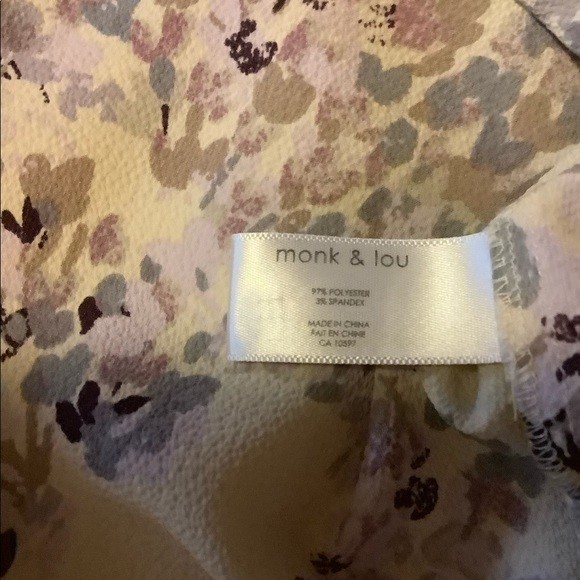 monk & lou
97% POLYESTER
3% SPANDEX
MADE IN CHINA
FAIT EN CHINE
CA 10597